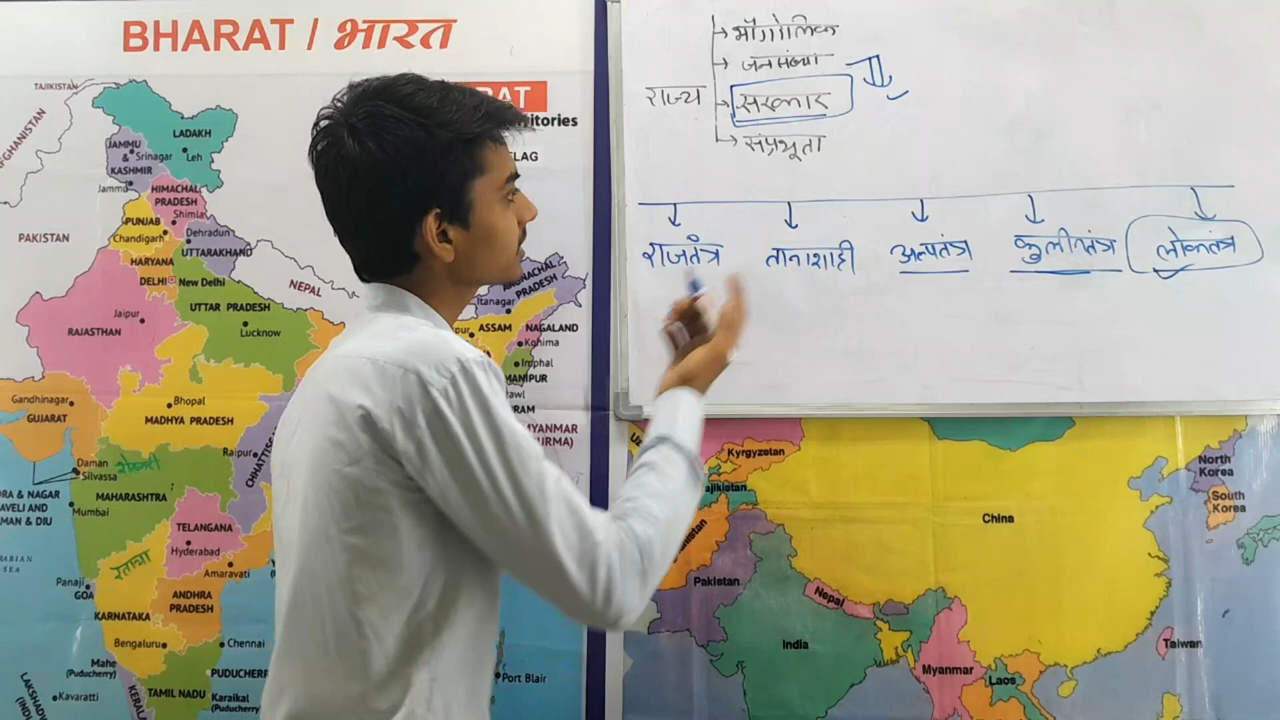 BHARAT / भारत
TAJIKISTAN
LADAKH
Leh
JAMMU
&
KASHMIR
Srinagar
Jammu
HIMACHAL
PRADESH
Shimla
PAKISTAN
PUNJAB
Chandigarh
Dehradun
UTTARAKHAND
HARYANA
DELHI
New Delhi
NEPAL
UTTAR PRADESH
Lucknow
Jaipur
RAJASTHAN
Gandhinagar
GUJARAT
Bhopal
MADHYA PRADESH
Raipur
Daman
Silvassa
MAHARASHTRA
Mumbai
TELANGANA
Hyderabad
Amaravati
Panaji
GOA
ANDHRA
PRADESH
KARNATAKA
Bengaluru
Chennai
Mahe
(Puducherry)
PUDUCHER
TAMIL NADU
Karaikal
(Puducherry)
Kavaratti
Port Blair
Itanagar
ASSAM
NAGALAND
Kohima
Imphal
MANIPUR
MYANMAR
राज्य
भौगोलिक
जनसंख्या
सरकार
संप्रभूता
राजतंत्र
तानाशाही
अल्पतंत्र
कुलीनतंत्र
लोकतंत्र
Kyrgyzstan
China
North
Korea
South
Korea
Pakistan
Nepal
India
Myanmar
Laos
Taiwan